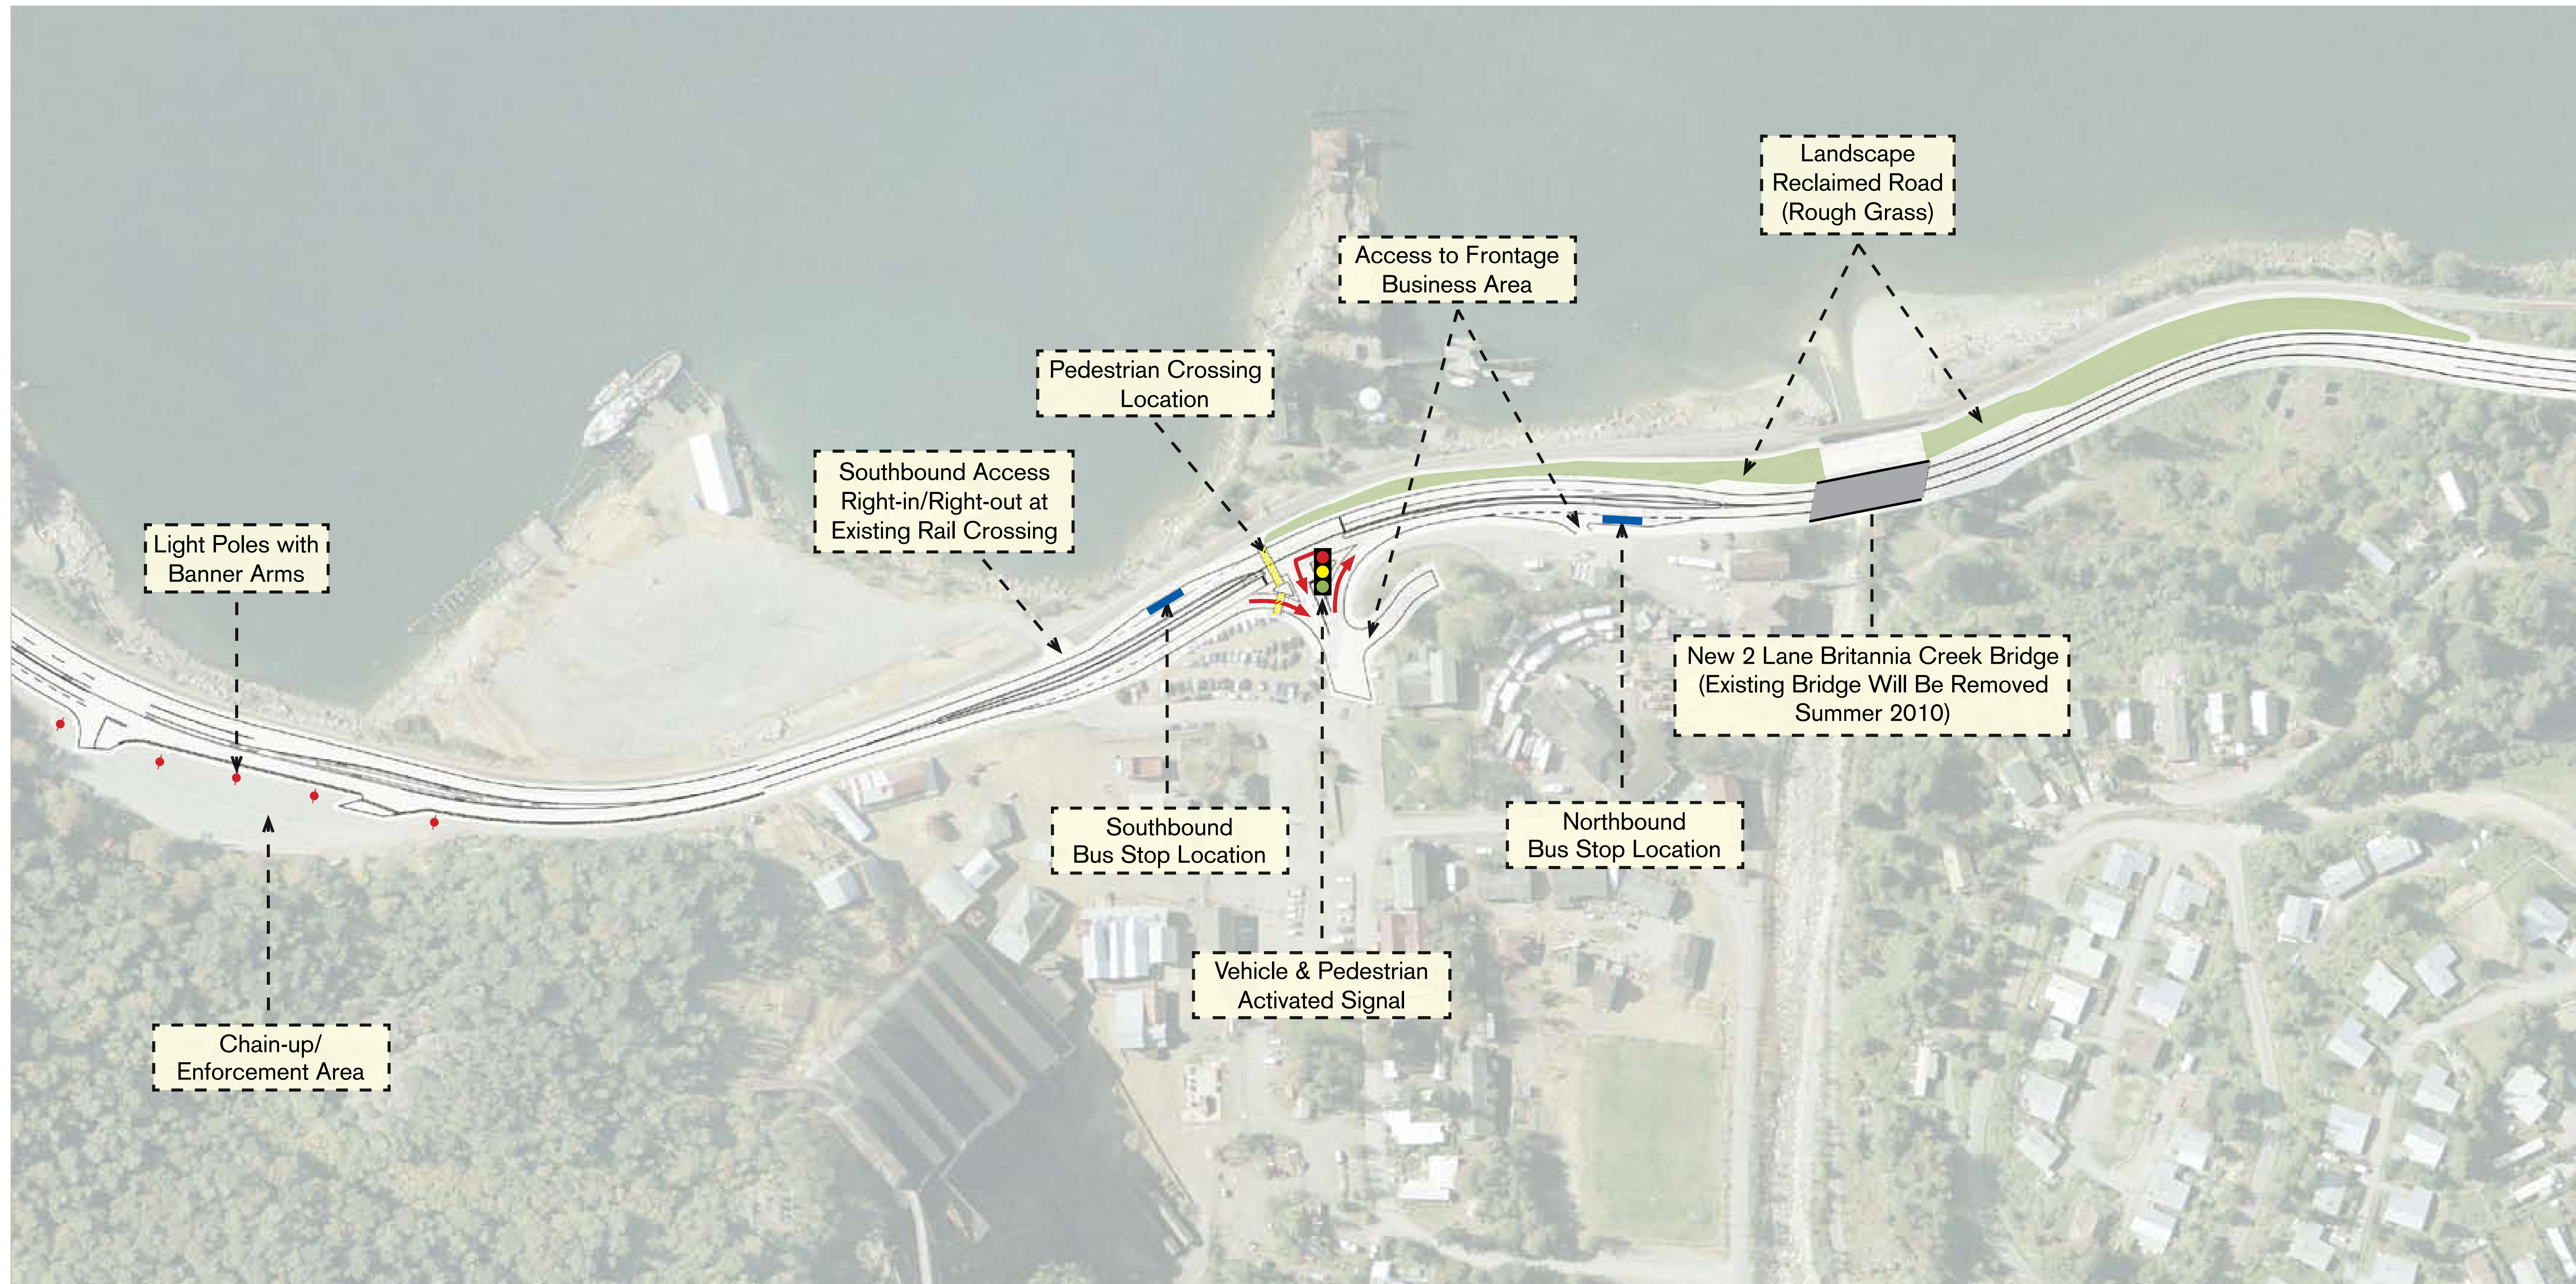 Landscape
Reclaimed Road
(Rough Grass)
Access to Frontage
Business Area
Pedestrian Crossing
Location
Southbound Access
Right-in/Right-out at
Existing Rail Crossing
Light Poles with
Banner Arms
New 2 Lane Britannia Creek Bridge
(Existing Bridge Will Be Removed
Summer 2010)
Southbound
Bus Stop Location
Northbound
Bus Stop Location
Vehicle & Pedestrian
Activated Signal
Chain-up/
Enforcement Area